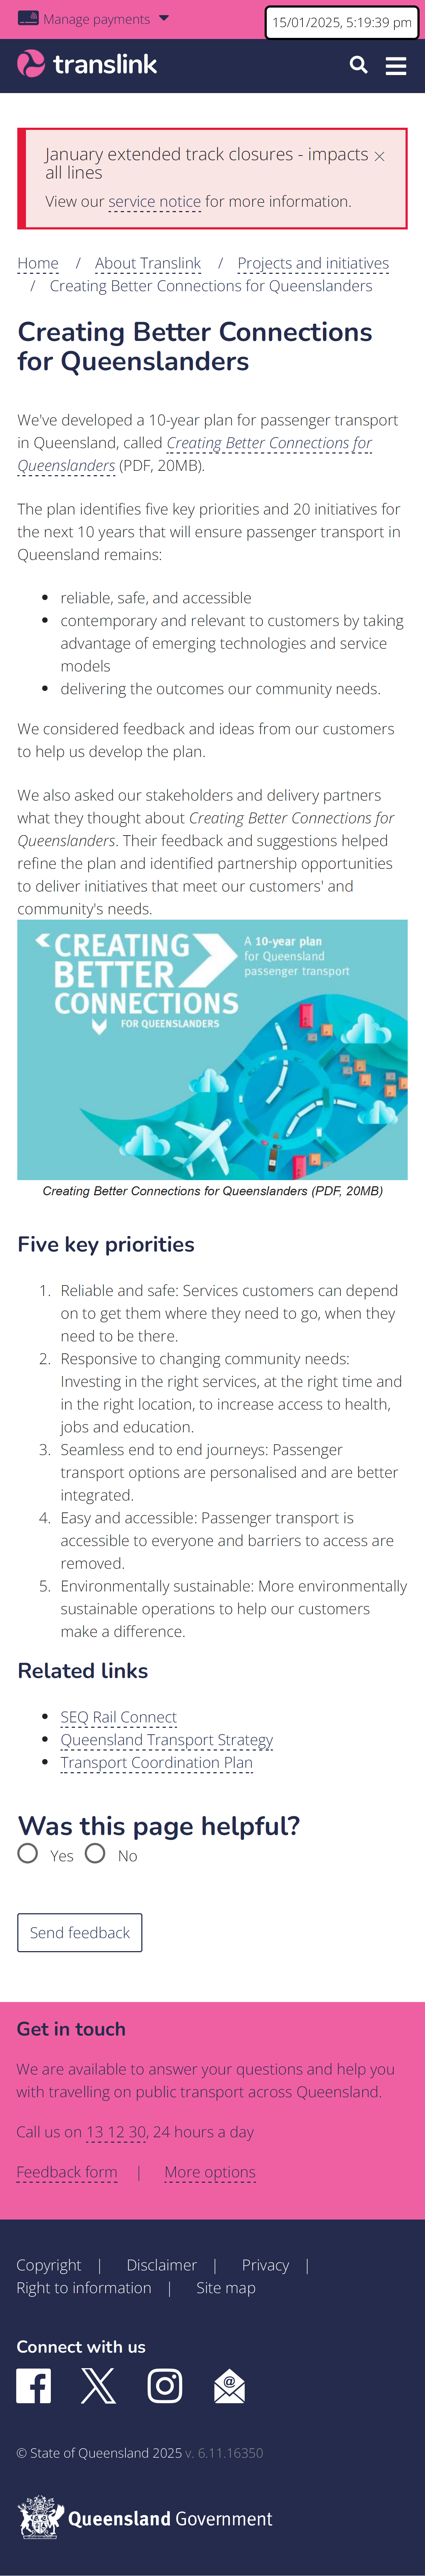 Manage payments
15/01/2025, 5:19:39 pm
translink
January extended track closures - impacts
all lines
View our service notice for more information.
Home / About Translink / Projects and initiatives
/ Creating Better Connections for Queenslanders
Creating Better Connections
for Queenslanders
We've developed a 10-year plan for passenger transport
in Queensland, called Creating Better Connections for
Queenslanders (PDF, 20MB).
The plan identifies five key priorities and 20 initiatives for
the next 10 years that will ensure passenger transport in
Queensland remains:
• reliable, safe, and accessible
• contemporary and relevant to customers by taking
advantage of emerging technologies and service
models
• delivering the outcomes our community needs.
We considered feedback and ideas from our customers
to help us develop the plan.
We also asked our stakeholders and delivery partners
what they thought about Creating Better Connections for
Queenslanders. Their feedback and suggestions helped
refine the plan and identified partnership opportunities
to deliver initiatives that meet our customers' and
community's needs.
CREATING
BETTER
CONNECTIONS
FOR QUEENSLANDERS
A 10-year plan
for Queensland
passenger transport
Creating Better Connections for Queenslanders (PDF, 20MB)
Five key priorities
1. Reliable and safe: Services customers can depend
on to get them where they need to go, when they
need to be there.
2. Responsive to changing community needs:
Investing in the right services, at the right time and
in the right location, to increase access to health,
jobs and education.
3. Seamless end to end journeys: Passenger
transport options are personalised and are better
integrated.
4. Easy and accessible: Passenger transport is
accessible to everyone and barriers to access are
removed.
5. Environmentally sustainable: More environmentally
sustainable operations to help our customers
make a difference.
Related links
• SEQ Rail Connect
• Queensland Transport Strategy
• Transport Coordination Plan
Was this page helpful?
Yes No
Send feedback
Get in touch
We are available to answer your questions and help you
with travelling on public transport across Queensland.
Call us on 13 12 30, 24 hours a day
Feedback form | More options
Copyright | Disclaimer | Privacy |
Right to information | Site map
Connect with us
© State of Queensland 2025 v. 6.11.16350
Queensland Government